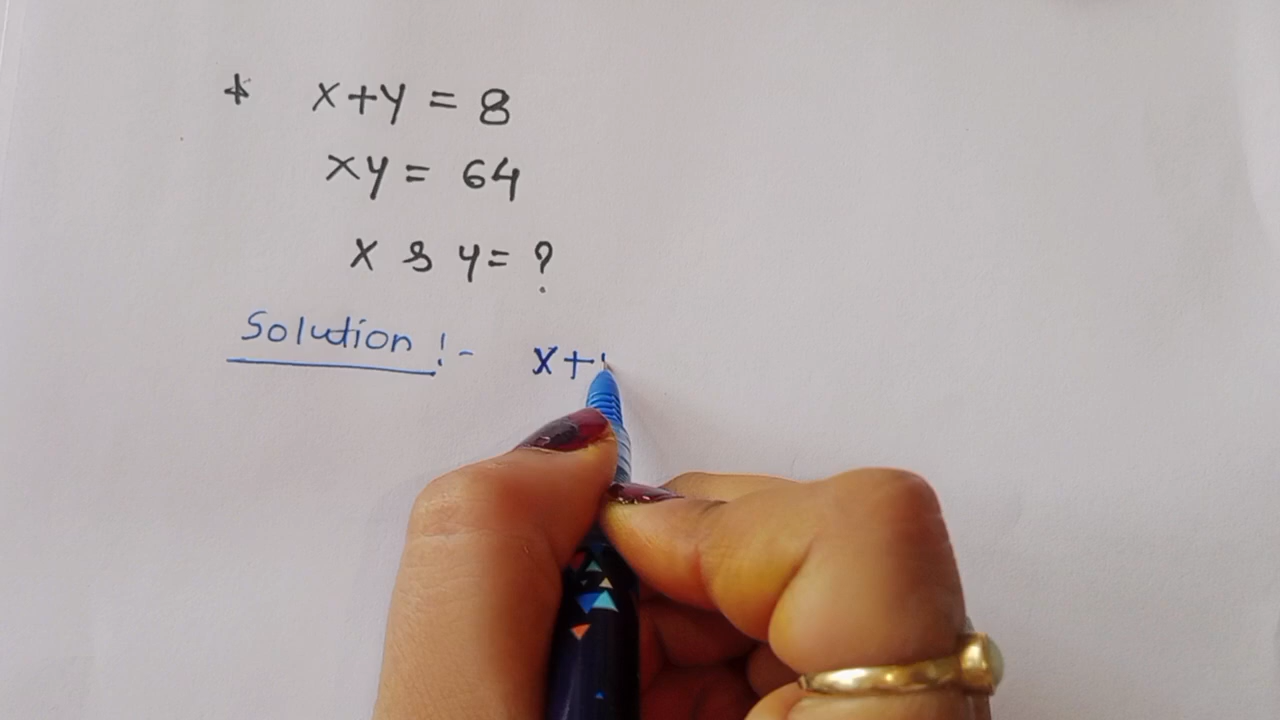 * x+y = 8
xy = 64
x & y = ?
Solution :- x+